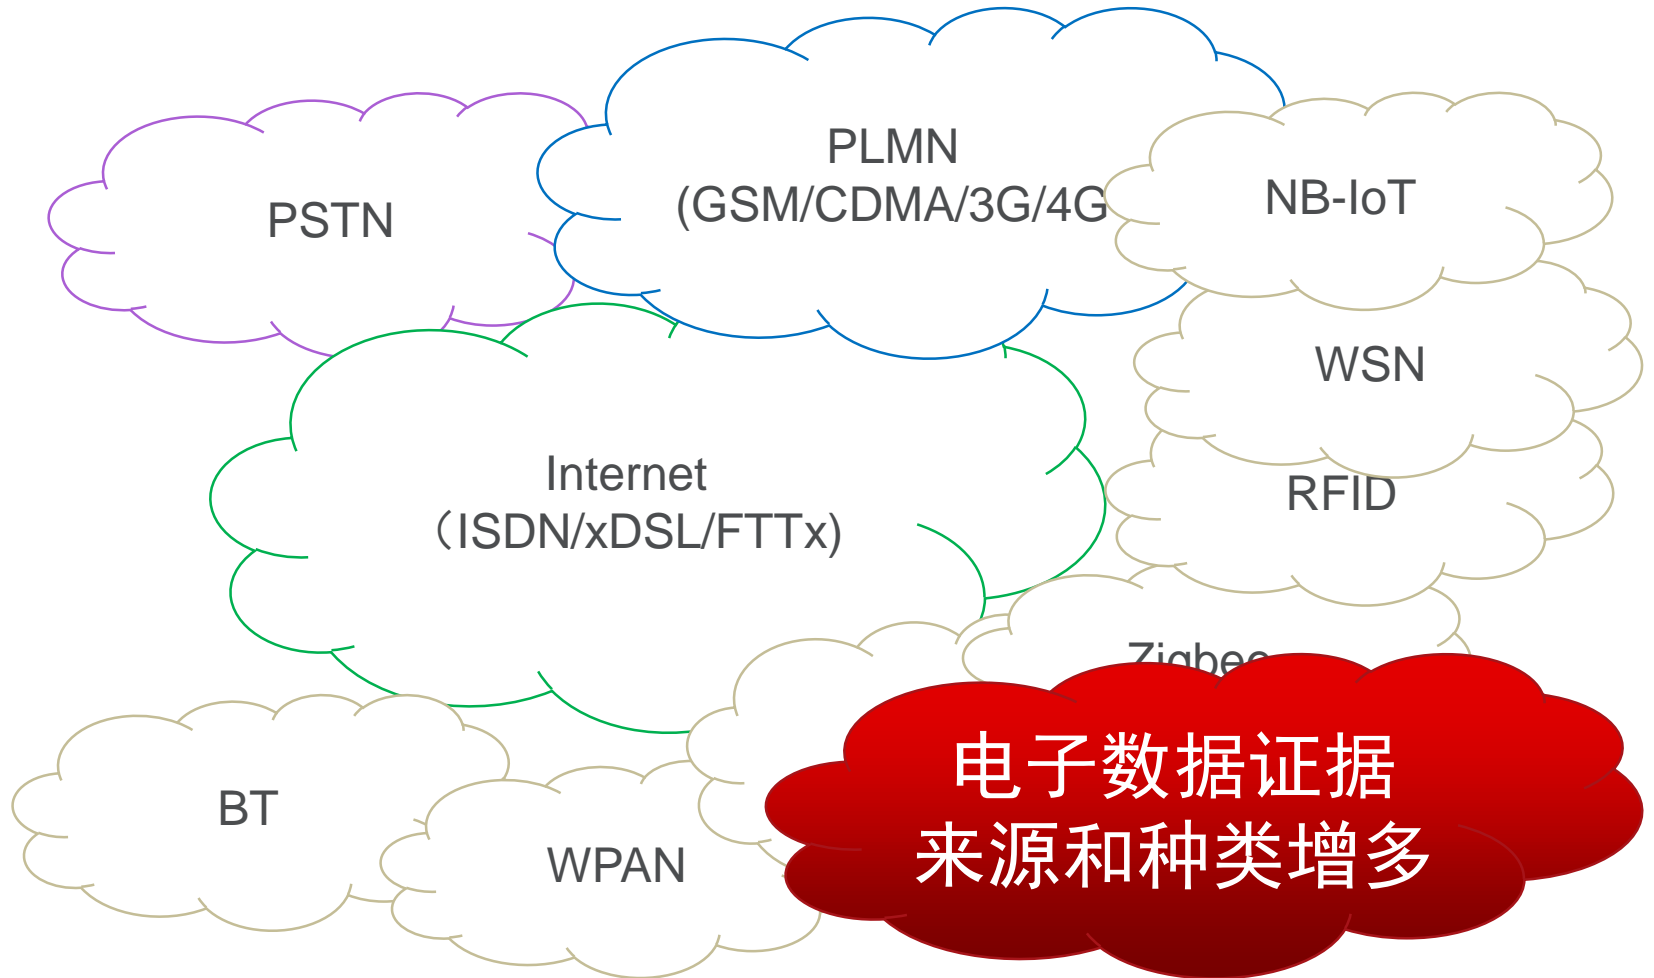 PLMN
(GSM/CDMA/3G/4G
PSTN
NB-IoT
WSN
Internet
（ISDN/xDSL/FTTx)
RFID
Zigbee
BT
WPAN
电子数据证据
来源和种类增多